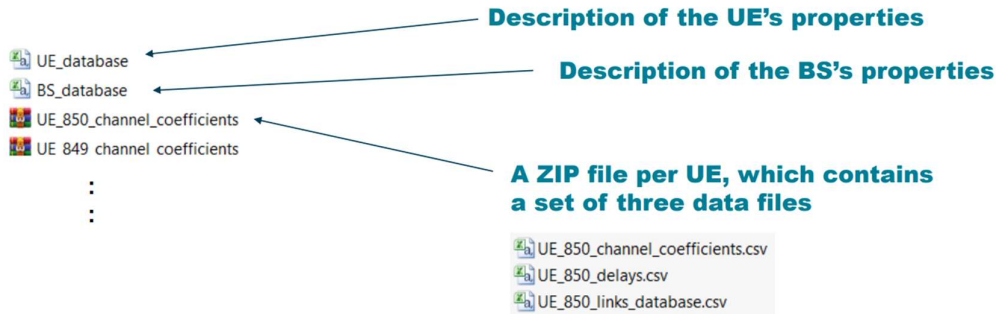 Description of the UE's properties
UE_database
Description of the BS's properties
BS_database
UE_850_channel_coefficients
UE 849 channel coefficients
:
:
A ZIP file per UE, which contains
a set of three data files
UE_850_channel_coefficients.csv
UE_850_delays.csv
UE_850_links_database.csv